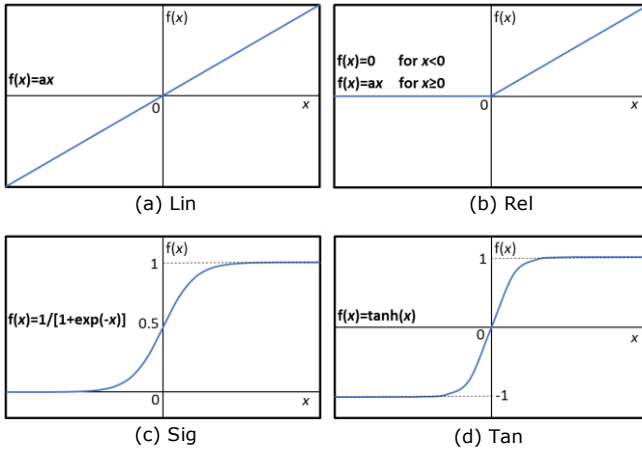 f(x)
f(x)=ax
0
x
(a) Lin
f(x)
f(x)=0 for x<0
f(x)=ax for x≥0
0
x
(b) Rel
f(x)
1
f(x)=1/[1+exp(-x)]
0.5
0
x
(c) Sig
f(x)
1
f(x)=tanh(x)
0
x
-1
(d) Tan